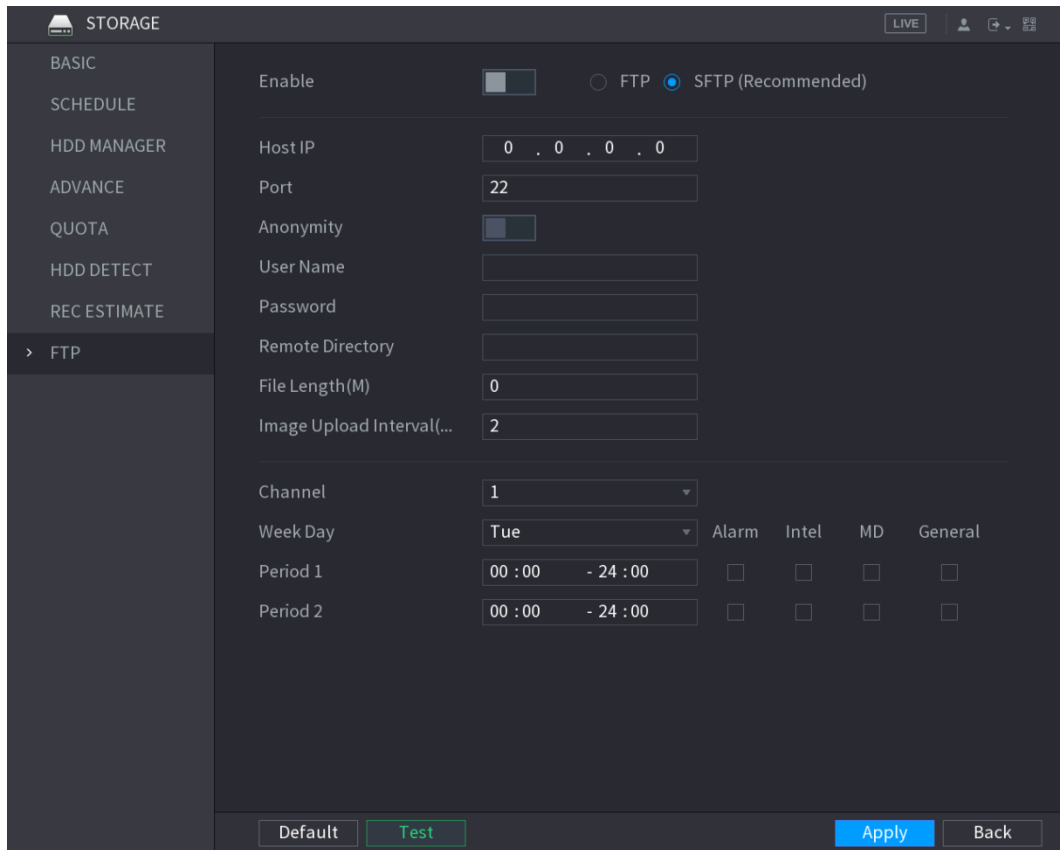 STORAGE LIVE
BASIC
SCHEDULE
HDD MANAGER
ADVANCE
QUOTA
HDD DETECT
REC ESTIMATE
FTP
Enable FTP SFTP (Recommended)
Host IP 0 . 0 . 0 . 0
Port 22
Anonymity
User Name
Password
Remote Directory
File Length(M) 0
Image Upload Interval(... 2
Channel 1
Week Day Tue Alarm Intel MD General
Period 1 00 :00 - 24 :00
Period 2 00 :00 - 24 :00
Default Test Apply Back